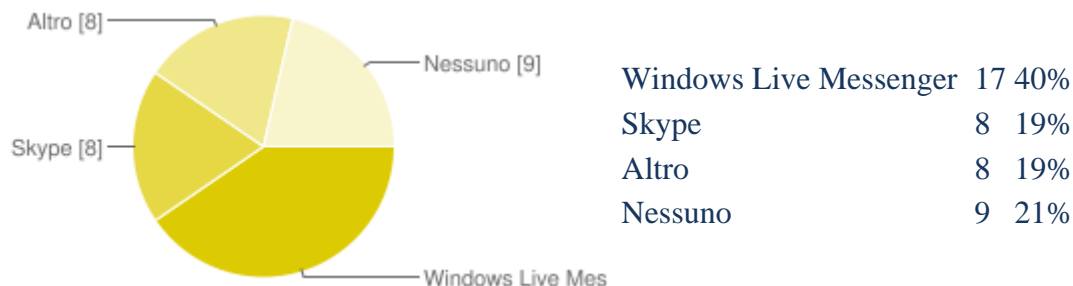 Altro [8]
Nessuno [9]
Skype [8]
Windows Live Mes
Windows Live Messenger 17 40%
Skype 8 19%
Altro 8 19%
Nessuno 9 21%